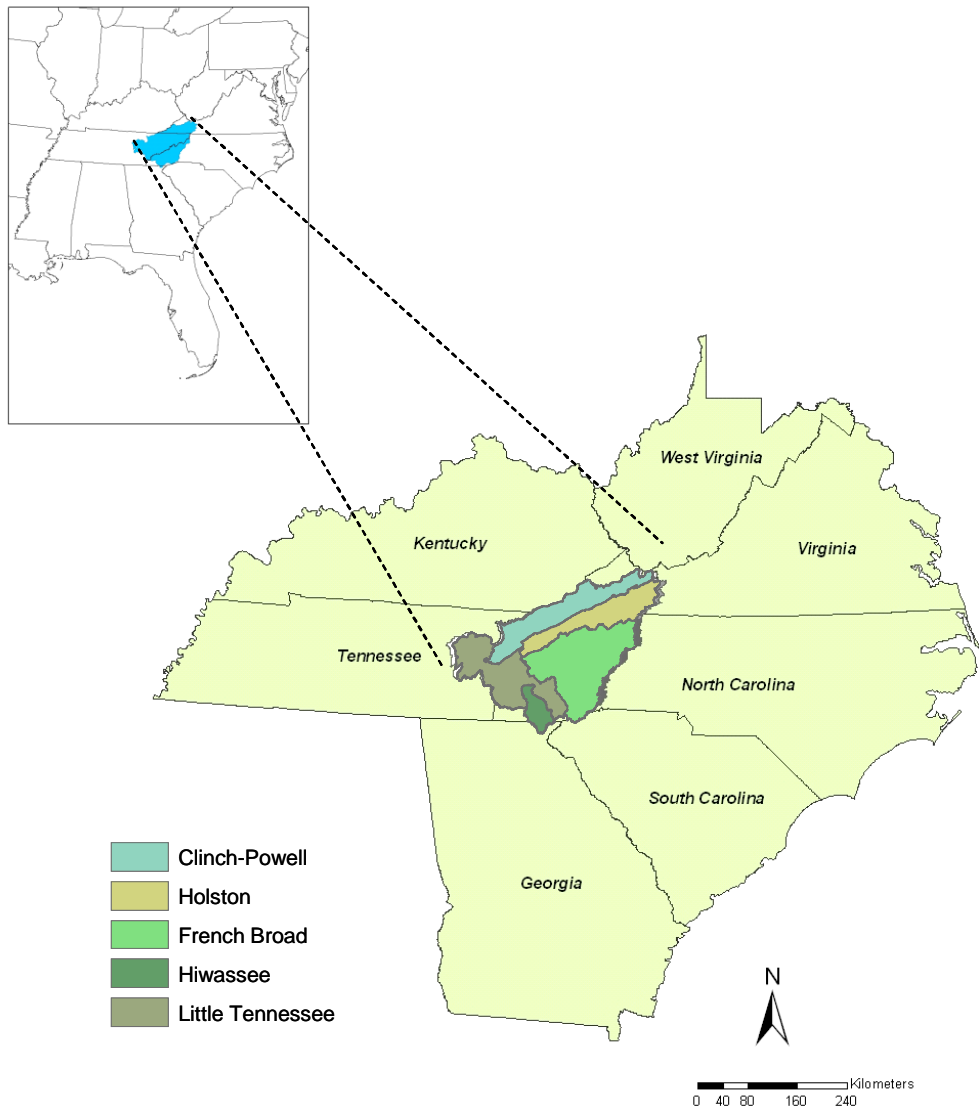 West Virginia
Kentucky
Virginia
Tennessee
North Carolina
South Carolina
Georgia
Clinch-Powell
Holston
French Broad
Hiwassee
Little Tennessee
N
Kilometers
0 40 80 160 240